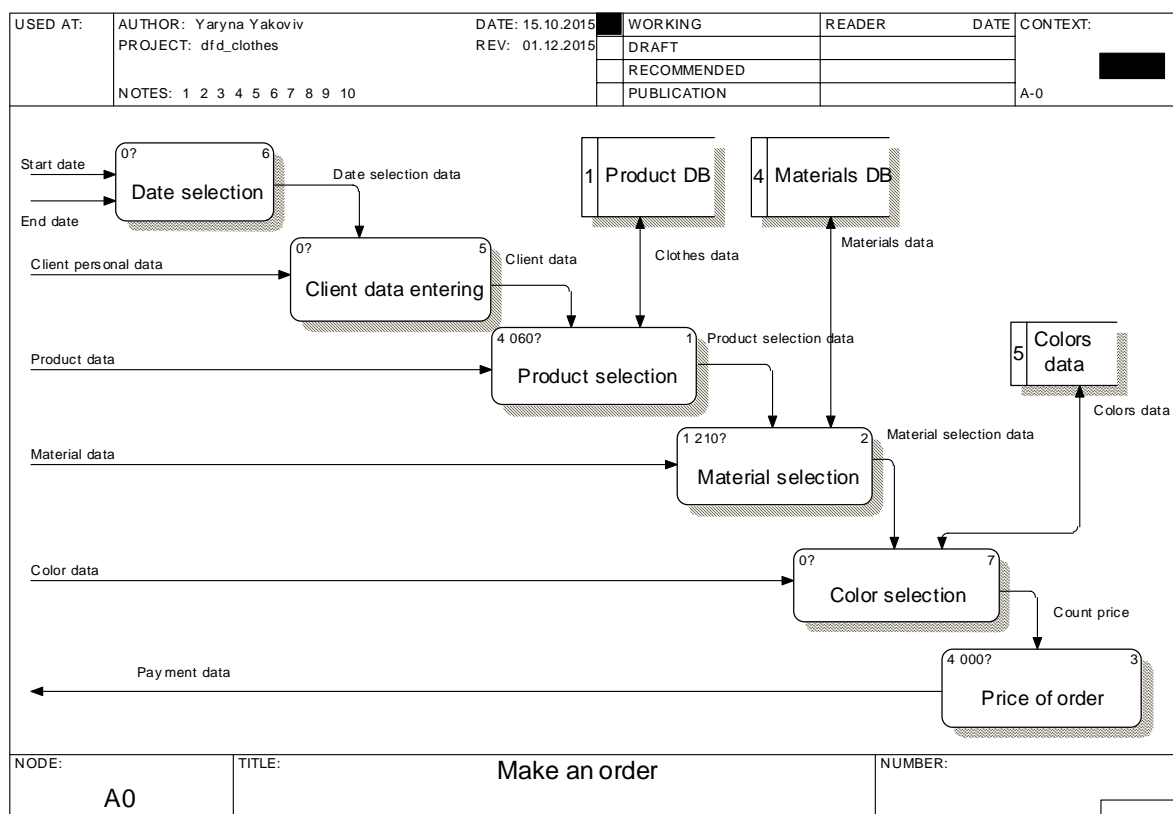 USED AT:
AUTHOR: Yaryna Yakoviv
DATE: 15.10.2015
PROJECT: dfd_clothes
REV: 01.12.2015
NOTES: 1 2 3 4 5 6 7 8 9 10
WORKING
DRAFT
RECOMMENDED
PUBLICATION
READER
DATE
CONTEXT:
A-0
Start date
End date
0?
6
Date selection
Date selection data
1
Product DB
4
Materials DB
Client personal data
0?
5
Client data entering
Client data
Clothes data
Materials data
Product data
4 060?
1
Product selection
Product selection data
5
Colors
data
Colors data
Material data
1 210?
2
Material selection
Material selection data
Color data
0?
7
Color selection
Count price
Payment data
4 000?
3
Price of order
NODE:
A0
TITLE:
Make an order
NUMBER: